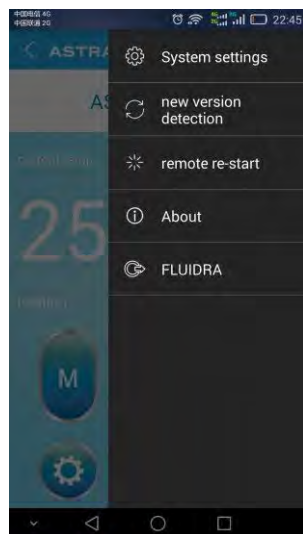 中国电信 4G
中国联通 2G
22:45
ASTRA
System settings
AS
new version
detection
remote re-start
25
About
FLUIDRA
M